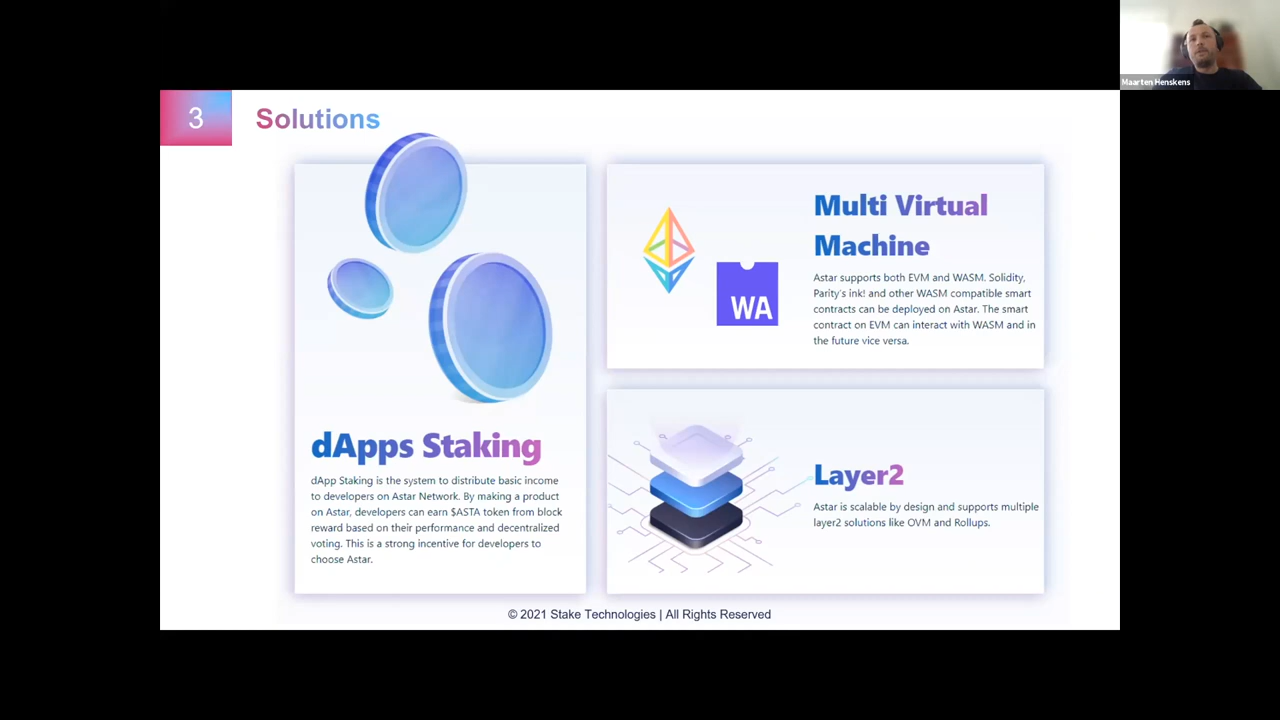 Maarten Henskens
3
Solutions
dApps Staking
dApp Staking is the system to distribute basic income
to developers on Astar Network. By making a product
on Astar, developers can earn $ASTA token from block
reward based on their performance and decentralized
voting. This is a strong incentive for developers to
choose Astar.
WA
Multi Virtual
Machine
Astar supports both EVM and WASM. Solidity,
Parity's ink! and other WASM compatible smart
contracts can be deployed on Astar. The smart
contract on EVM can interact with WASM and in
the future vice versa.
Layer2
Astar is scalable by design and supports multiple
layer2 solutions like OVM and Rollups.
© 2021 Stake Technologies | All Rights Reserved